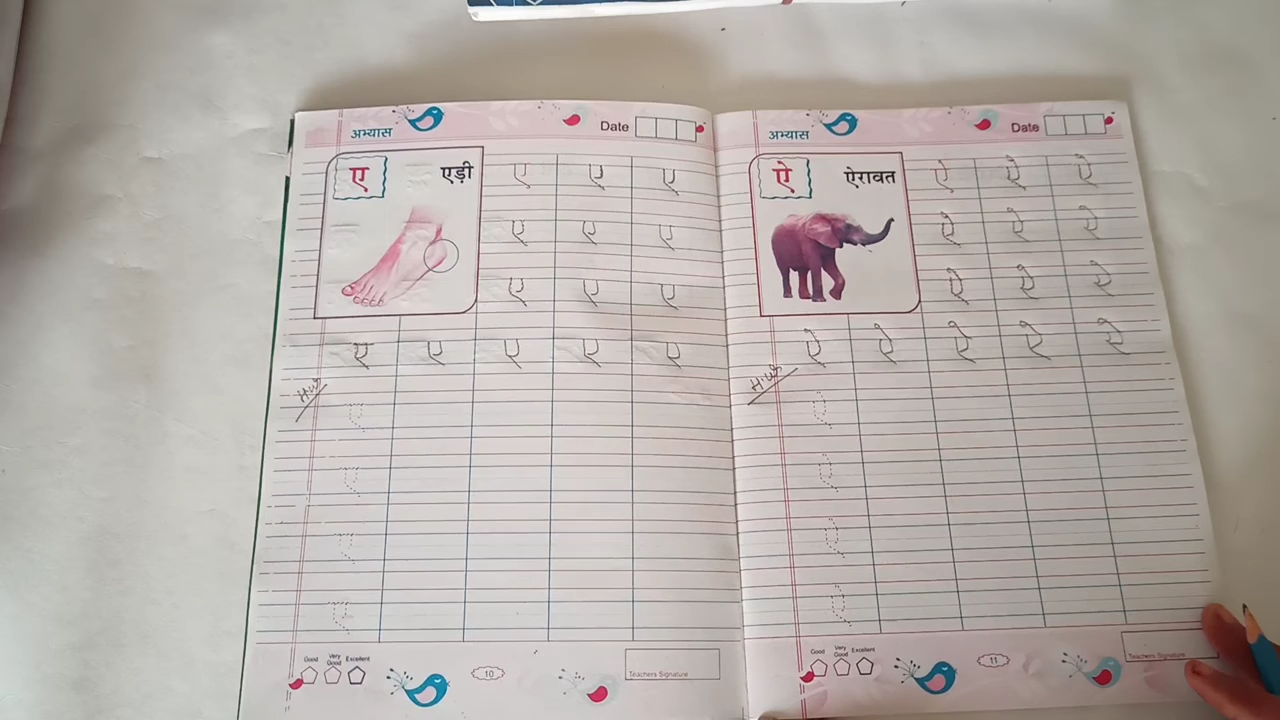 अभ्यास Date
ए एड़ी ए ए ए
ए ए ए
ए ए ए
ए ए ए ए ए
H.W
ए
ए
ए
ए
Good Very Good Excellent
10
Teachers Signature
अभ्यास Date
ऐ ऐरावत ऐ ऐ ऐ
ऐ ऐ ऐ
ऐ ऐ ऐ
ऐ ऐ ऐ ऐ ऐ
H.W
ऐ
ऐ
ऐ
ऐ
Good Very Good Excellent
11
Teachers Signature